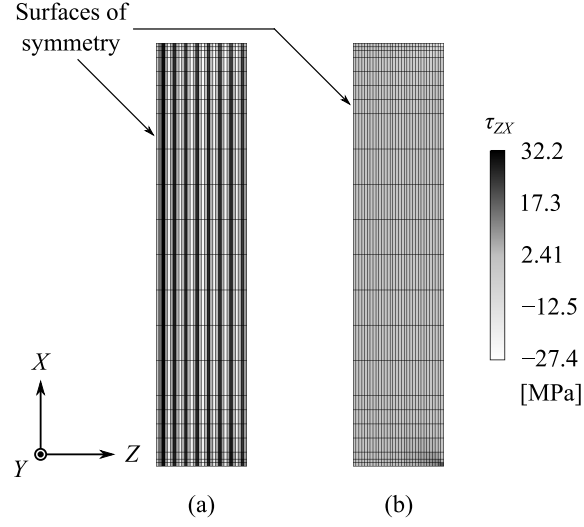 Surfaces of
symmetry
τZX
32.2
17.3
2.41
−12.5
−27.4
[MPa]
X
Y
Z
(a)
(b)